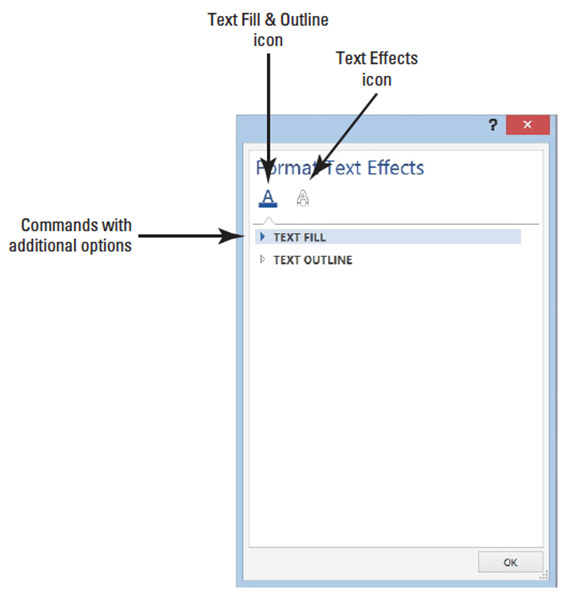 Text Fill & Outline
icon
Text Effects
icon
? ×
Format Text Effects
A A
Commands with
additional options
TEXT FILL
TEXT OUTLINE
OK